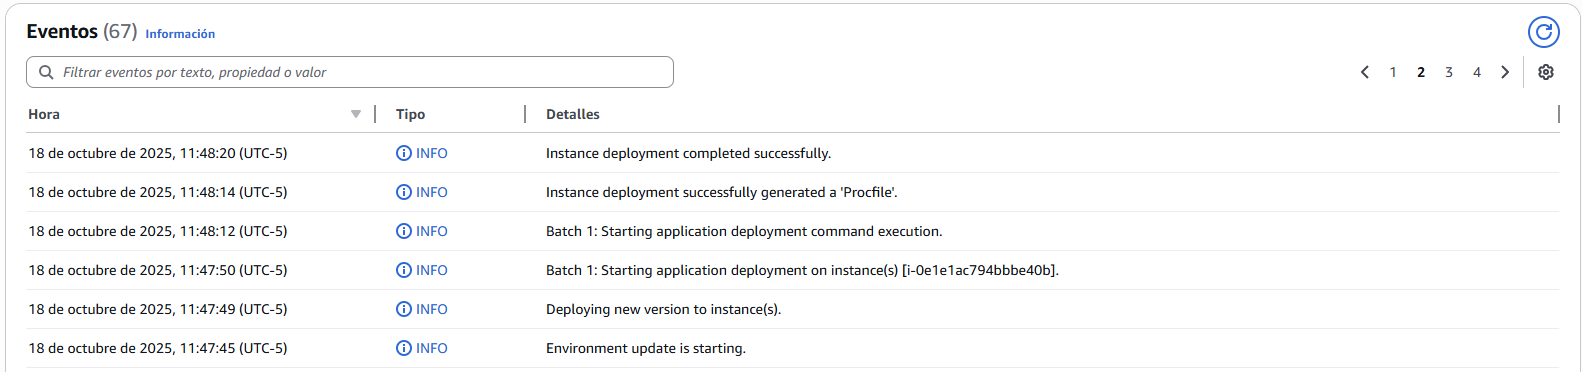 Eventos (67) Información
Filtrar eventos por texto, propiedad o valor
1 2 3 4
Hora Tipo Detalles
18 de octubre de 2025, 11:48:20 (UTC-5) INFO Instance deployment completed successfully.
18 de octubre de 2025, 11:48:14 (UTC-5) INFO Instance deployment successfully generated a 'Procfile'.
18 de octubre de 2025, 11:48:12 (UTC-5) INFO Batch 1: Starting application deployment command execution.
18 de octubre de 2025, 11:47:50 (UTC-5) INFO Batch 1: Starting application deployment on instance(s) [i-0e1e1ac794bbbe40b].
18 de octubre de 2025, 11:47:49 (UTC-5) INFO Deploying new version to instance(s).
18 de octubre de 2025, 11:47:45 (UTC-5) INFO Environment update is starting.